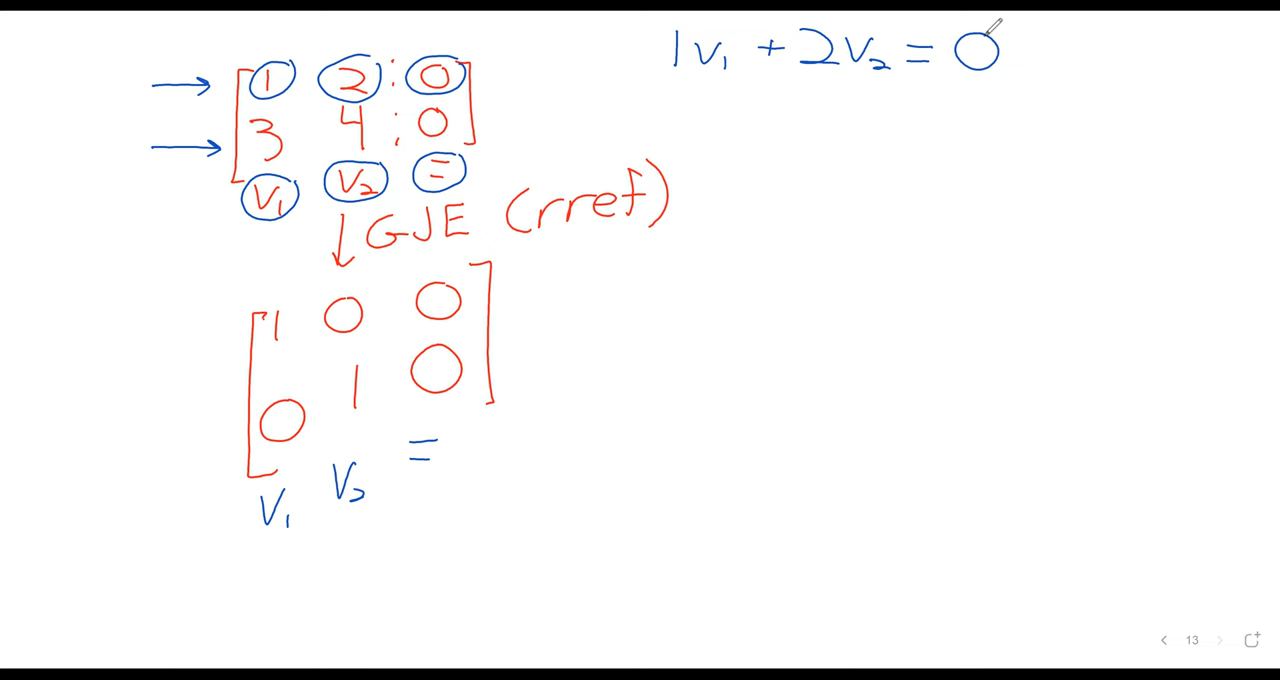 1v₁ + 2v₂ = 0
[1 2 : 0]
[3 4 : 0]
v₁ v₂ =
↓ GJE (rref)
[1 0 0]
[0 1 0]
v₁ v₂ =
13